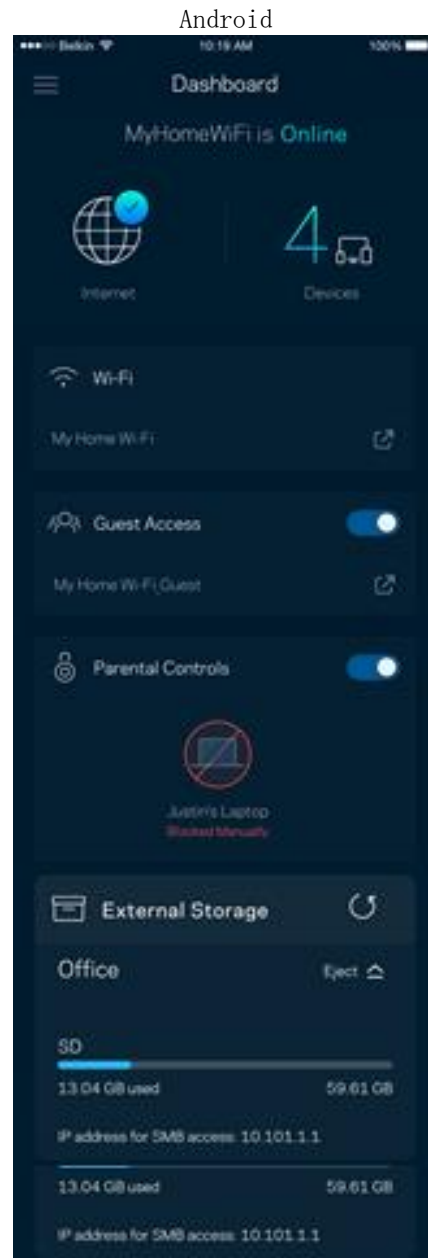 Android
Belkin 10:19 AM 100%
Dashboard
MyHomeWiFi is Online
4
Internet Devices
Wi-Fi
My Home Wi-Fi
Guest Access
My Home Wi-Fi_Guest
Parental Controls
Justin's Laptop
Blocked Manually
External Storage
Office Eject
SD
13.04 GB used 59.61 GB
IP address for SMB access: 10.101.1.1
13.04 GB used 59.61 GB
IP address for SMB access: 10.101.1.1